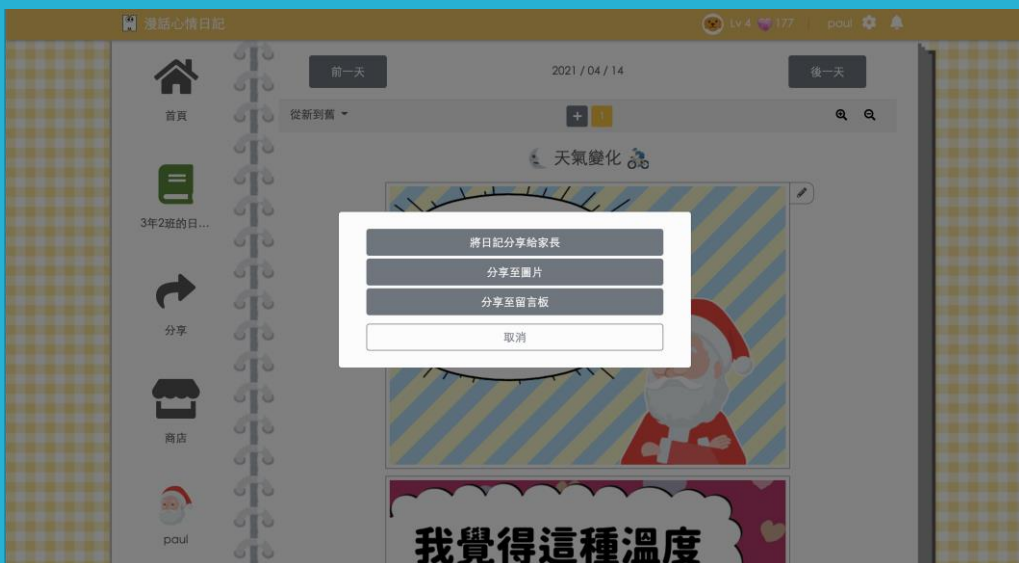 漫話心情日記
Lv 4 177 paul
首頁
3年2班的日...
分享
商店
paul
前一天
2021 / 04 / 14
後一天
從新到舊
+ 1
天氣變化
將日記分享給家長
分享至圖片
分享至留言板
取消
我覺得這種溫度